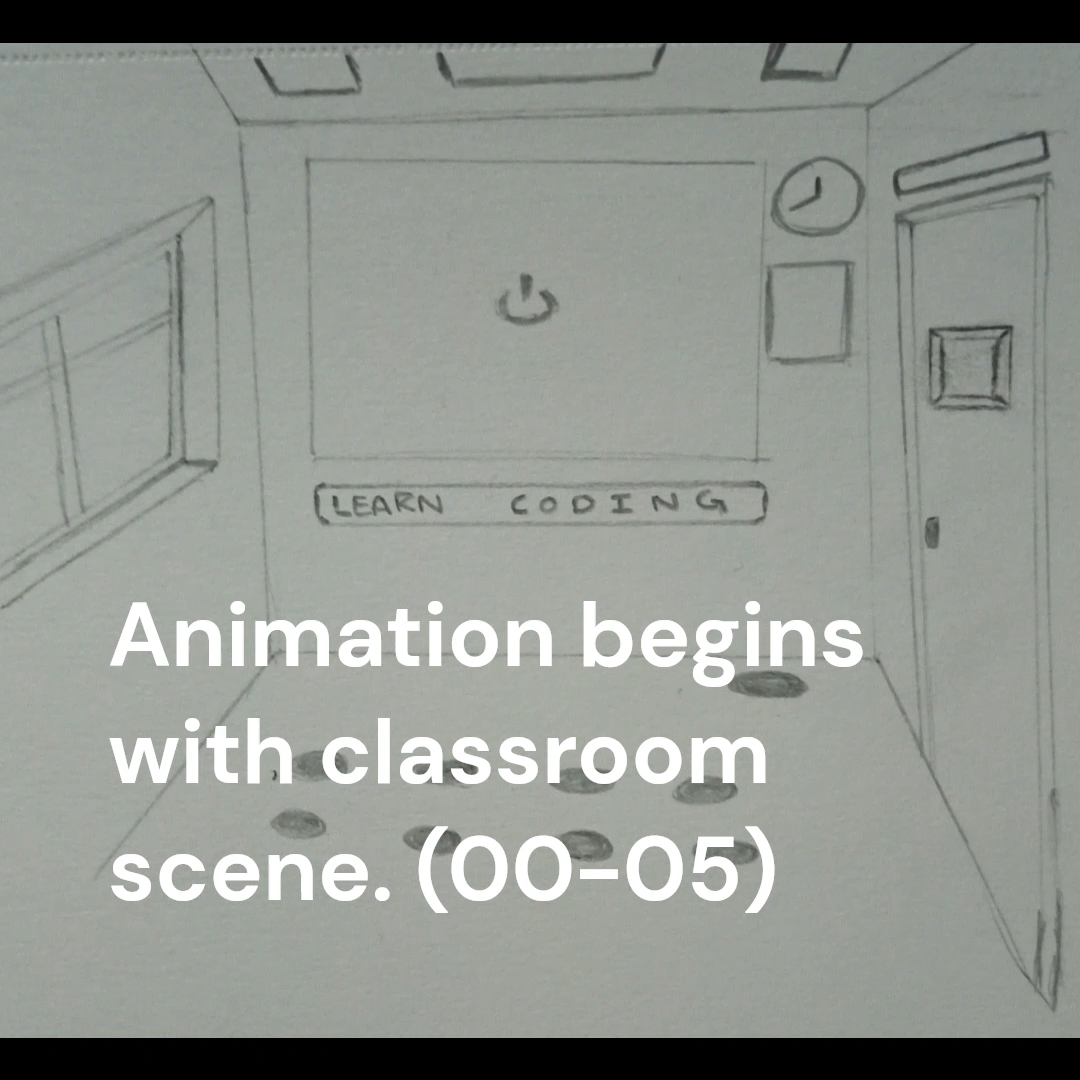 LEARN CODING
Animation begins
with classroom
scene. (00-05)